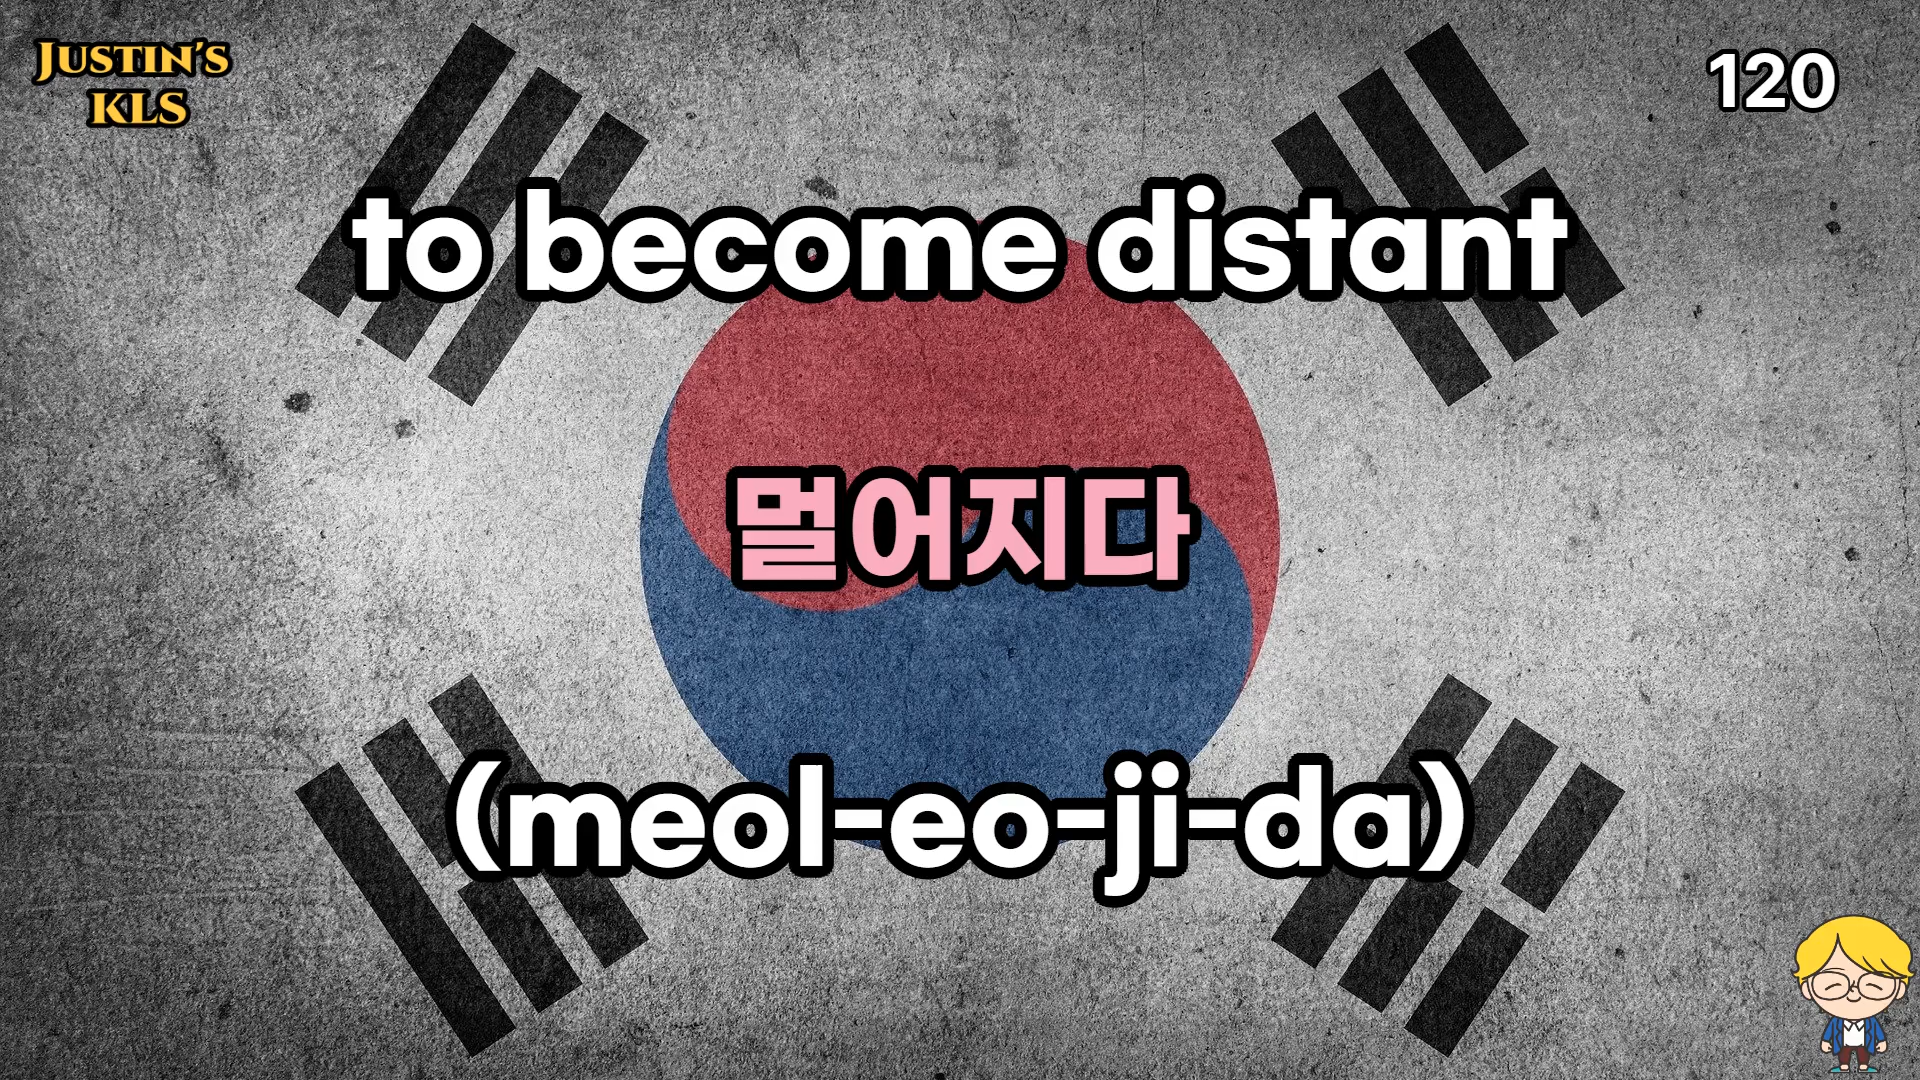 JUSTIN'S
KLS
120
to become distant
멀어지다
(meol-eo-ji-da)